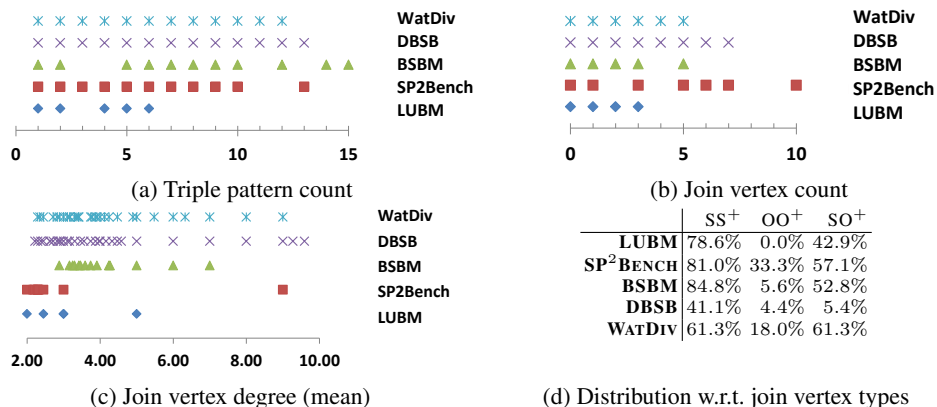 WatDiv
DBSB
BSBM
SP2Bench
LUBM
0 5 10 15
(a) Triple pattern count
WatDiv
DBSB
BSBM
SP2Bench
LUBM
0 5 10
(b) Join vertex count
WatDiv
DBSB
BSBM
SP2Bench
LUBM
2.00 4.00 6.00 8.00 10.00
(c) Join vertex degree (mean)
SS+ OO+ SO+
LUBM 78.6% 0.0% 42.9%
SP2BENCH 81.0% 33.3% 57.1%
BSBM 84.8% 5.6% 52.8%
DBSB 41.1% 4.4% 5.4%
WATDIV 61.3% 18.0% 61.3%
(d) Distribution w.r.t. join vertex types